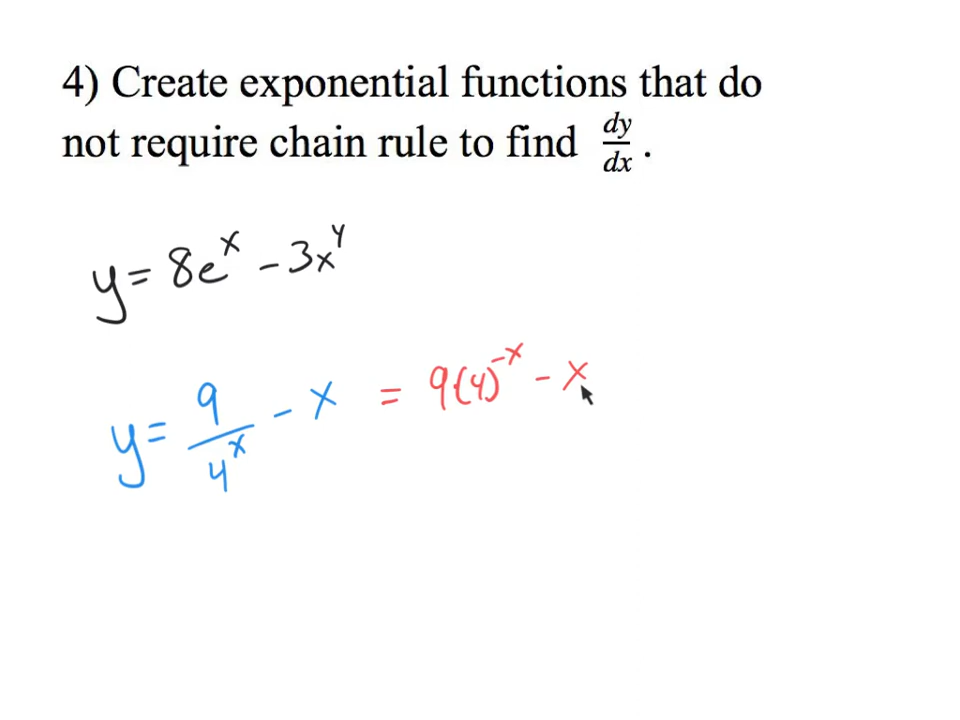 4) Create exponential functions that do
not require chain rule to find dy/dx .
y = 8e^x - 3x^4
y = 9/4^x - x = 9(4)^-x - x